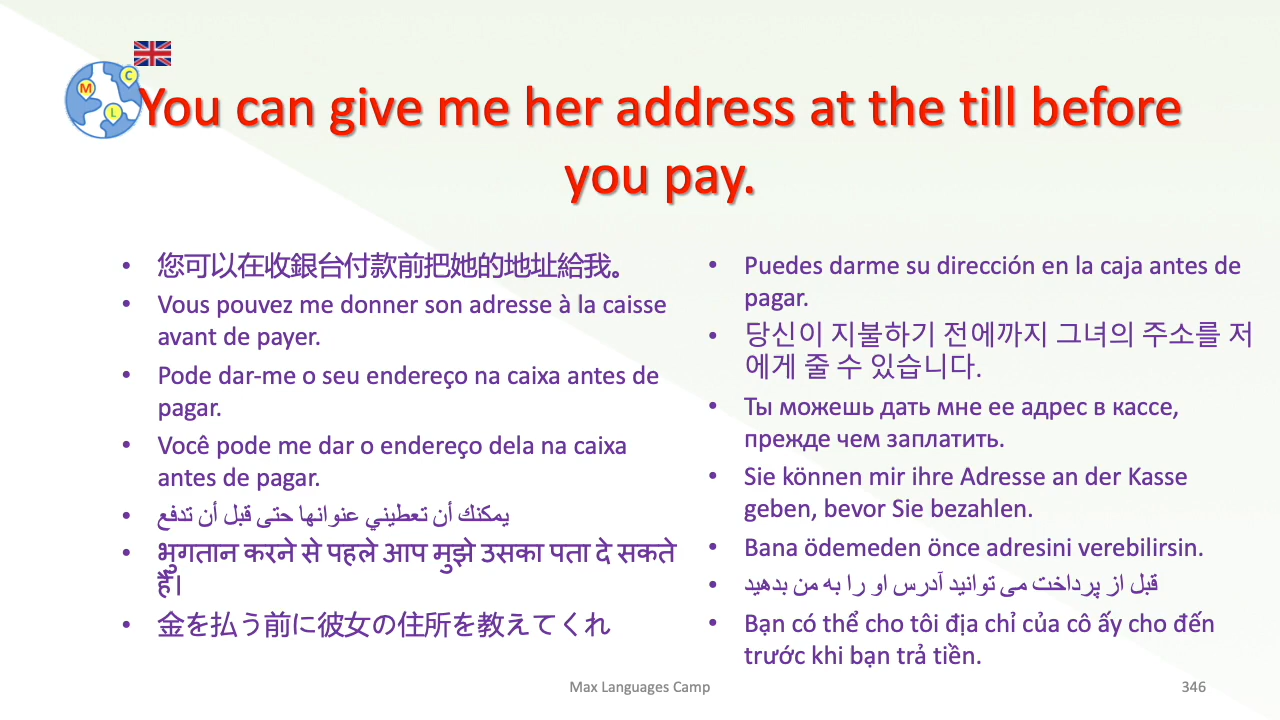 M
C
L
You can give me her address at the till before
you pay.
• 您可以在收銀台付款前把她的地址給我。
• Vous pouvez me donner son adresse à la caisse
avant de payer.
• Pode dar-me o seu endereço na caixa antes de
pagar.
• Você pode me dar o endereço dela na caixa
antes de pagar.
• يمكنك أن تعطيني عنوانها حتى قبل أن تدفع
• भुगतान करने से पहले आप मुझे उसका पता दे सकते
हैं।
• 金を払う前に彼女の住所を教えてくれ
• Puedes darme su dirección en la caja antes de
pagar.
• 당신이 지불하기 전에까지 그녀의 주소를 저
에게 줄 수 있습니다.
• Ты можешь дать мне ее адрес в кассе,
прежде чем заплатить.
• Sie können mir ihre Adresse an der Kasse
geben, bevor Sie bezahlen.
• Bana ödemeden önce adresini verebilirsin.
• قبل از پرداخت می توانید آدرس او را به من بدهید
• Bạn có thể cho tôi địa chỉ của cô ấy cho đến
trước khi bạn trả tiền.
Max Languages Camp
346